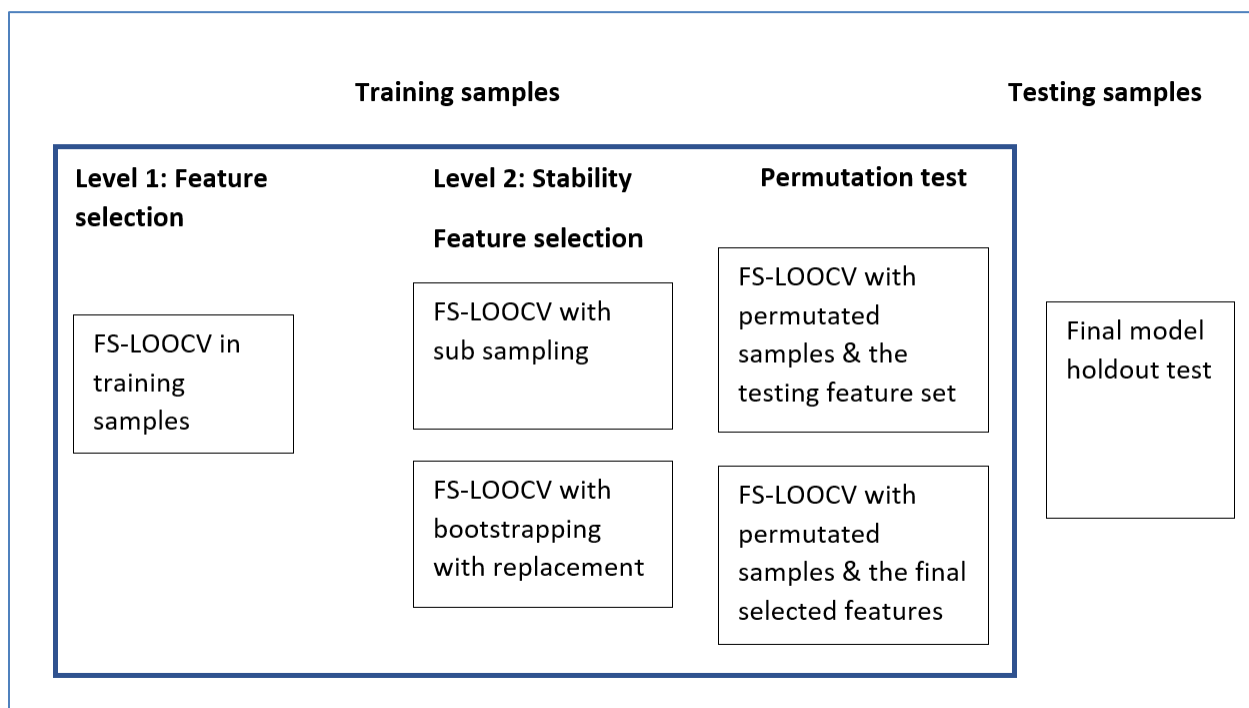 Training samples
Testing samples
Level 1: Feature
selection
FS-LOOCV in
training
samples
Level 2: Stability
Feature selection
FS-LOOCV with
sub sampling
FS-LOOCV with
bootstrapping
with replacement
Permutation test
FS-LOOCV with
permutated
samples & the
testing feature set
FS-LOOCV with
permutated
samples & the final
selected features
Final model
holdout test